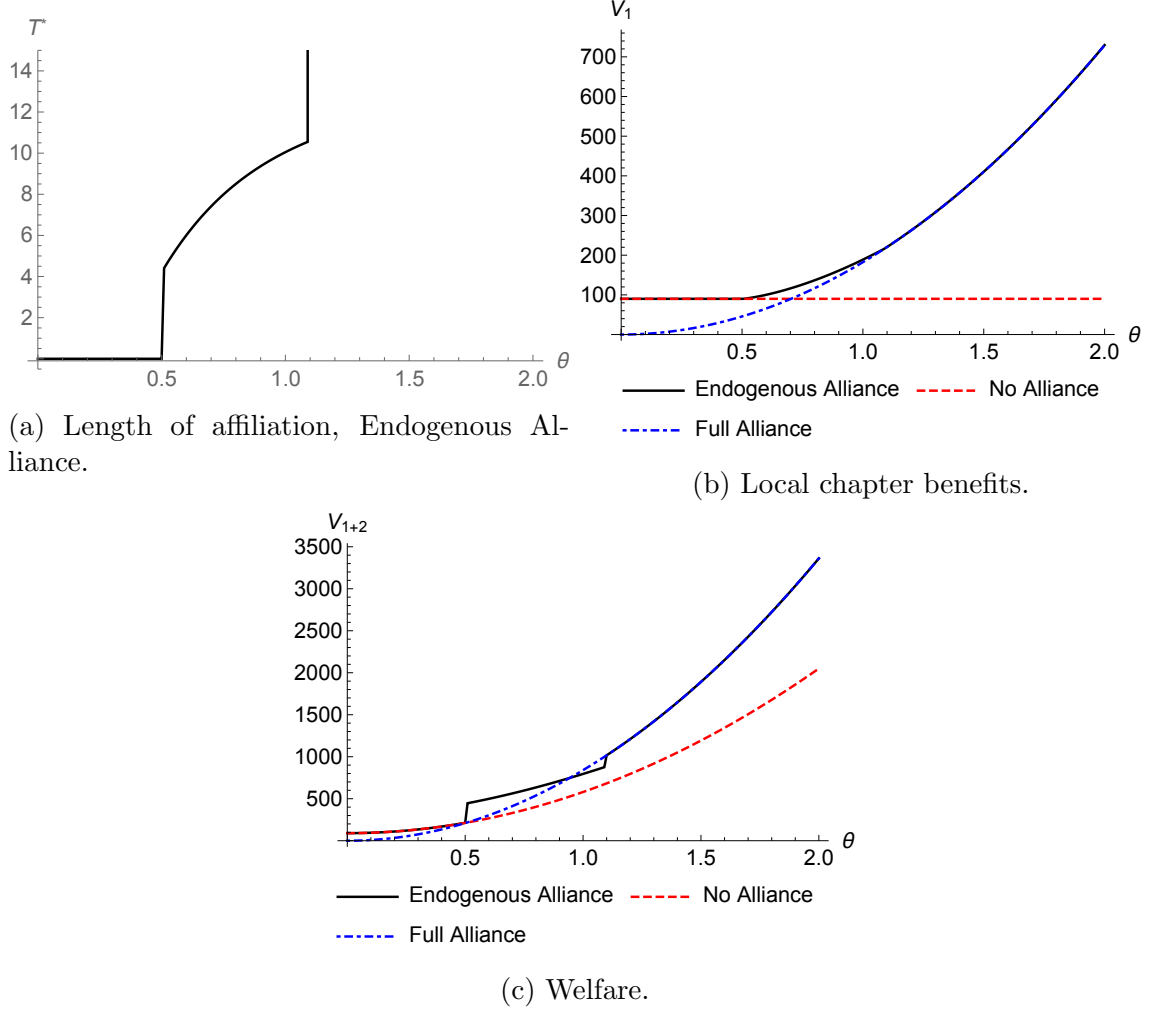 T*
14
12
10
8
6
4
2
0.5 1.0 1.5 2.0 θ
(a) Length of affiliation, Endogenous Al-
liance.
V1
700
600
500
400
300
200
100
0.5 1.0 1.5 2.0 θ
Endogenous Alliance No Alliance
Full Alliance
(b) Local chapter benefits.
V1+2
3500
3000
2500
2000
1500
1000
500
0.5 1.0 1.5 2.0 θ
Endogenous Alliance No Alliance
Full Alliance
(c) Welfare.